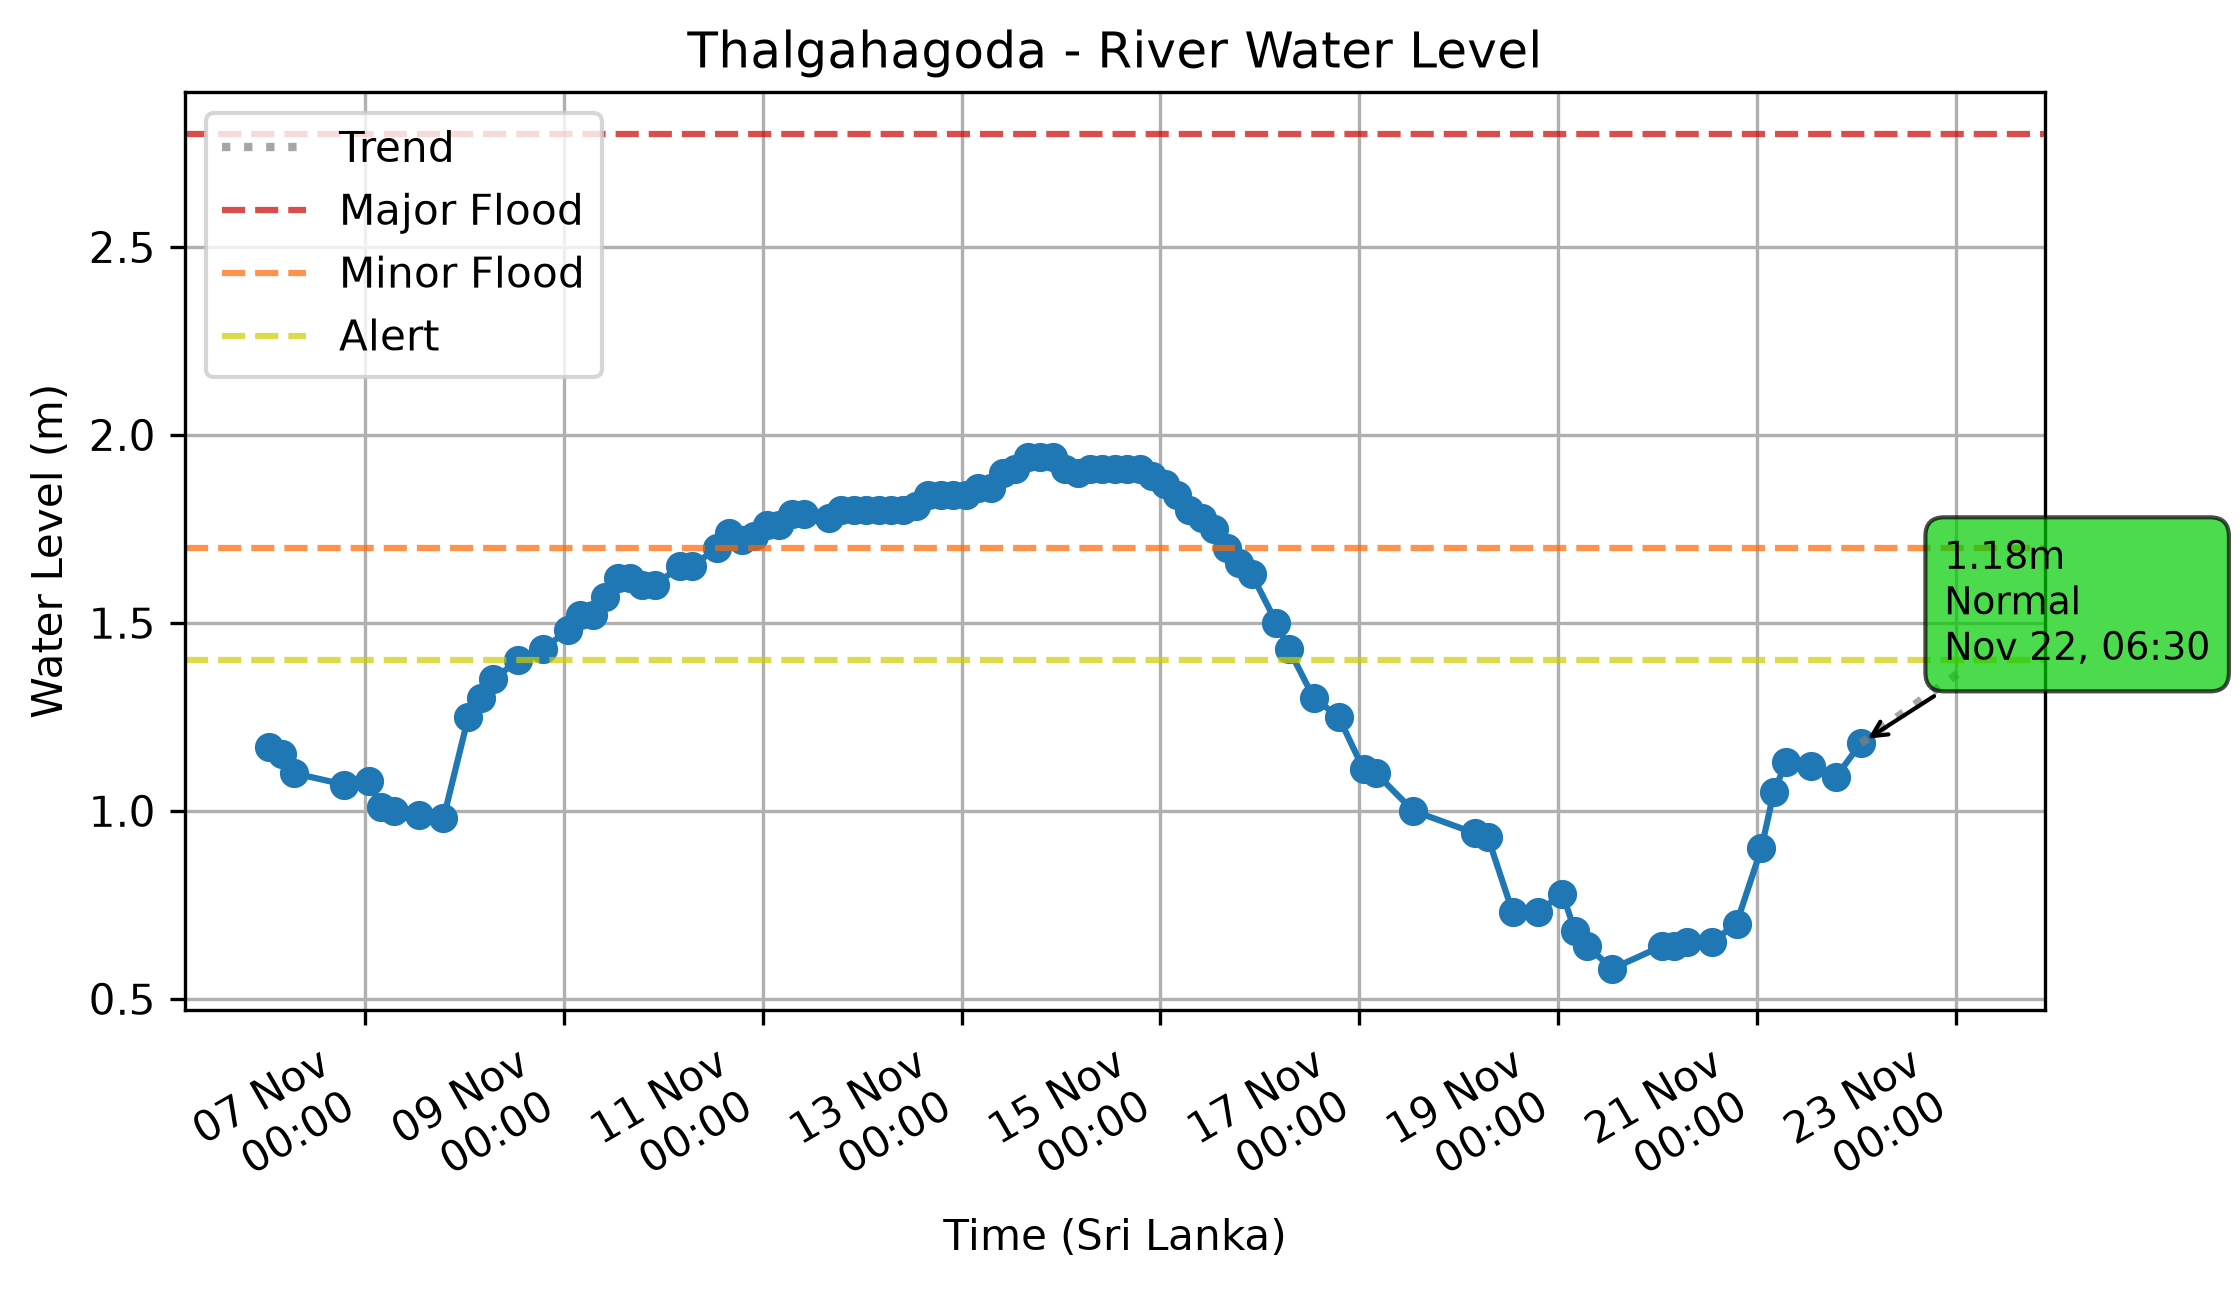 Thalgahagoda - River Water Level
Trend
Major Flood
Minor Flood
Alert
Water Level (m)
2.5
2.0
1.5
1.0
0.5
1.18m
Normal
Nov 22, 06:30
07 Nov
00:00
09 Nov
00:00
11 Nov
00:00
13 Nov
00:00
15 Nov
00:00
17 Nov
00:00
19 Nov
00:00
21 Nov
00:00
23 Nov
00:00
Time (Sri Lanka)